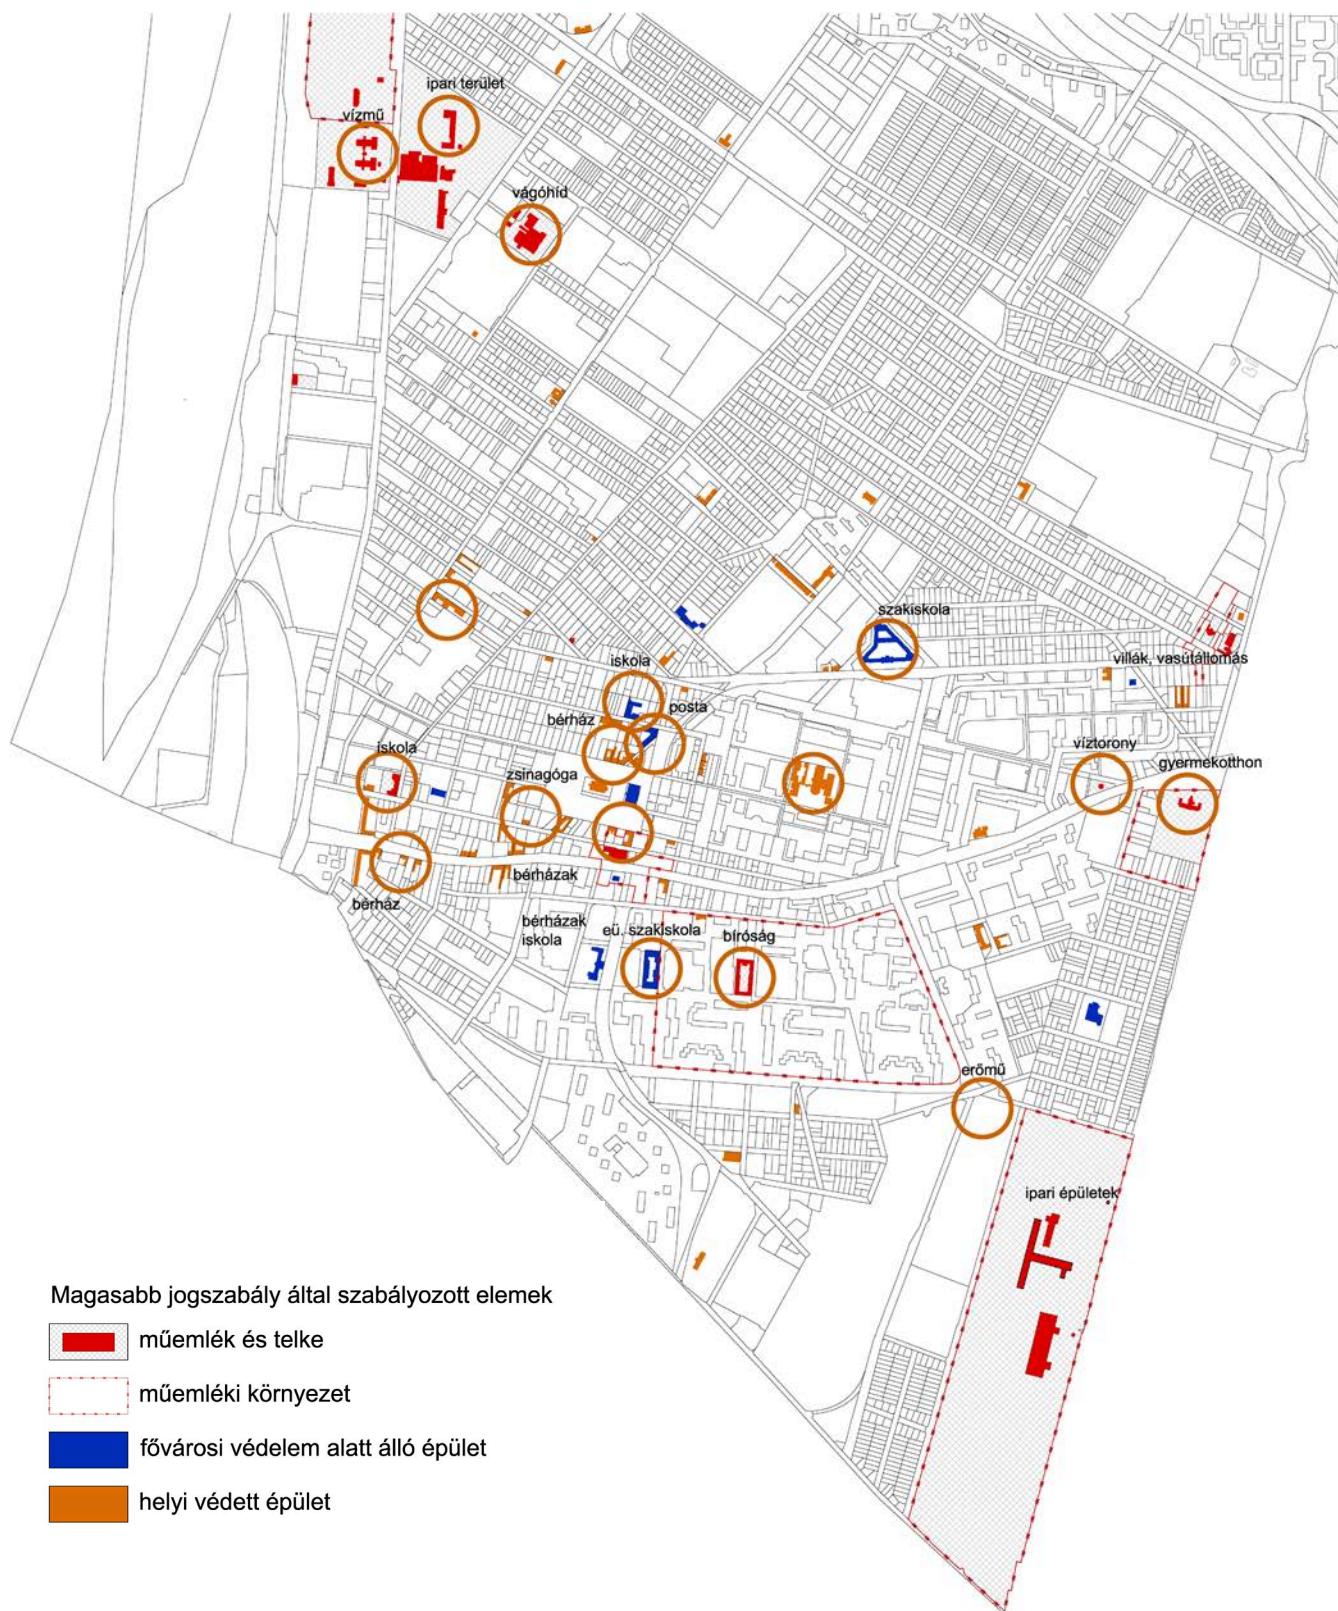 ipari terület
vízmű
vágóhíd
szakiskola
iskola
villák, vasútállomás
posta
bérház
iskola
víztorony
gyermekotthon
zsinagóga
bérházak
bérház
bérházak
iskola
eü. szakiskola
bíróság
erőmű
ipari épületek
Magasabb jogszabály által szabályozott elemek
műemlék és telke
műemléki környezet
fővárosi védelem alatt álló épület
helyi védett épület